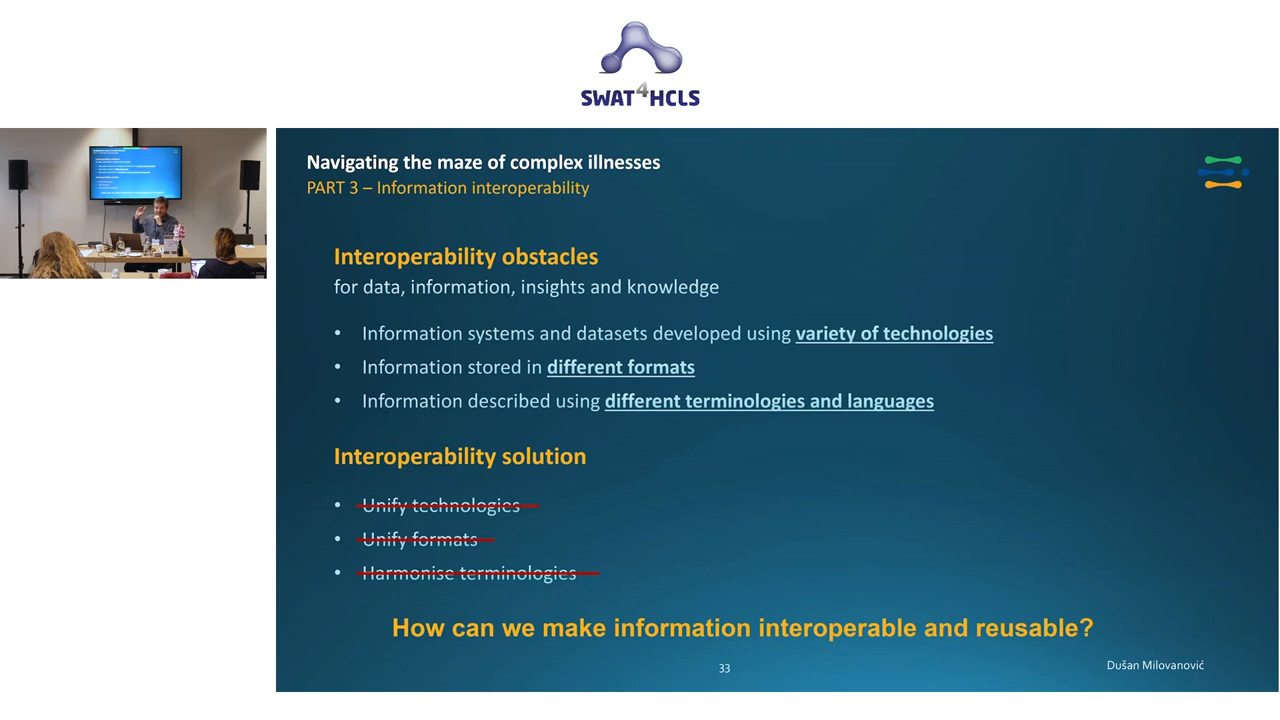 SWAT4HCLS
Navigating the maze of complex illnesses
PART 3 – Information interoperability
Interoperability obstacles
for data, information, insights and knowledge
• Information systems and datasets developed using variety of technologies
• Information stored in different formats
• Information described using different terminologies and languages
Interoperability solution
• Unify technologies
• Unify formats
• Harmonise terminologies
How can we make information interoperable and reusable?
33
Dušan Milovanović